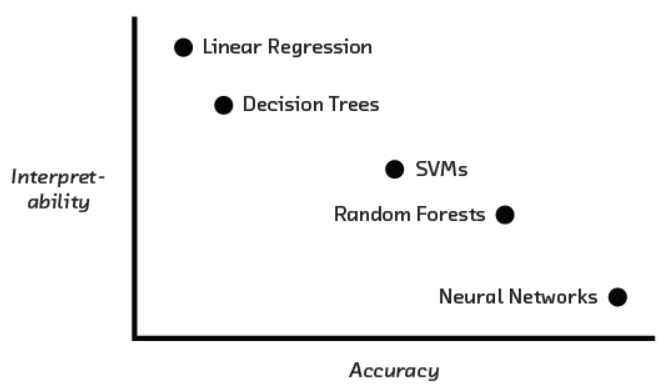 Linear Regression
Decision Trees
SVMs
Interpret-
ability
Random Forests
Neural Networks
Accuracy